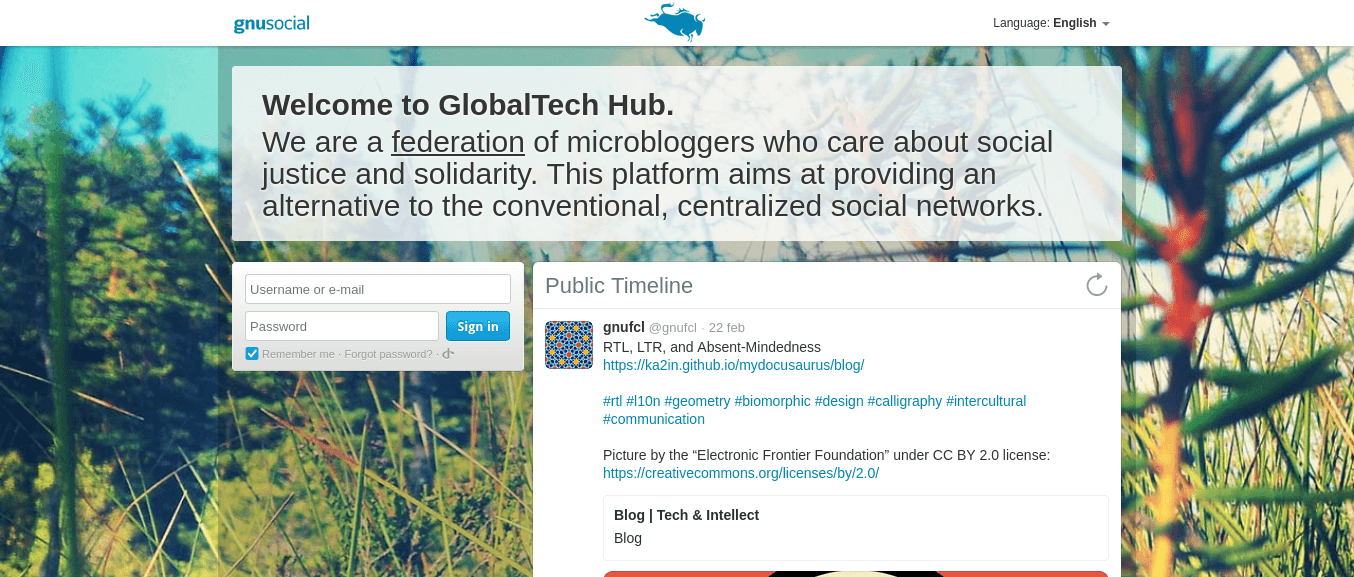 gnusocial
Language: English
Welcome to GlobalTech Hub.
We are a federation of microbloggers who care about social
justice and solidarity. This platform aims at providing an
alternative to the conventional, centralized social networks.
Username or e-mail
Password
Sign in
Remember me · Forgot password? ·
Public Timeline
gnufcl @gnufcl · 22 feb
RTL, LTR, and Absent-Mindedness
https://ka2in.github.io/mydocusaurus/blog/
#rtl #l10n #geometry #biomorphic #design #calligraphy #intercultural
#communication
Picture by the “Electronic Frontier Foundation” under CC BY 2.0 license:
https://creativecommons.org/licenses/by/2.0/
Blog | Tech & Intellect
Blog